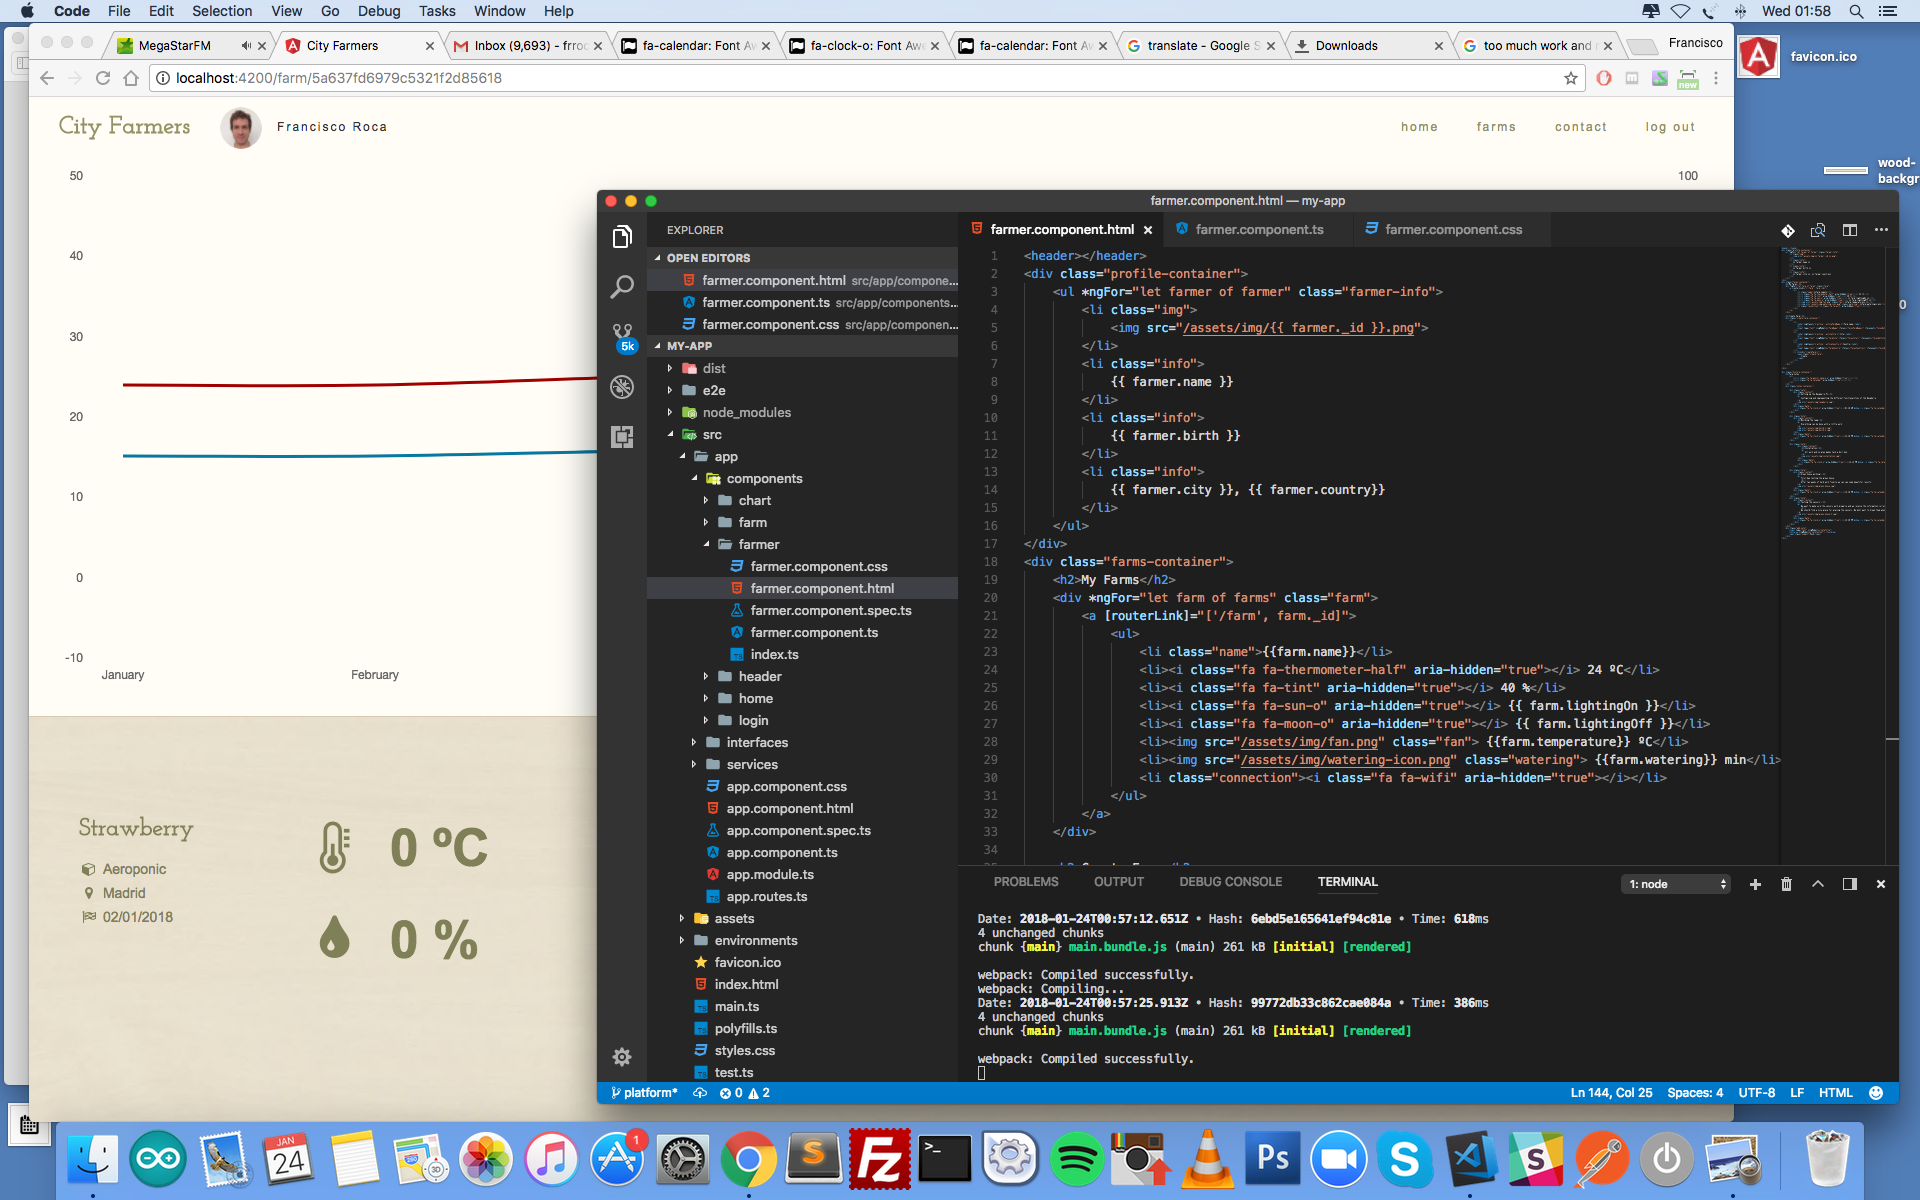 Code File Edit Selection View Go Debug Tasks Window Help
Wed 01:58
MegaStarFM
City Farmers
Inbox (9,693) - frroc
fa-calendar: Font Aw
fa-clock-o: Font Awe
fa-calendar: Font Aw
translate - Google S
Downloads
too much work and
Francisco
localhost:4200/farm/5a637fd6979c5321f2d85618
new
favicon.ico
wood-
backgr
City Farmers
Francisco Roca
home farms contact log out
50
40
30
20
10
0
-10
100
January
February
Strawberry
Aeroponic
Madrid
02/01/2018
0 ºC
0 %
farmer.component.html — my-app
EXPLORER
OPEN EDITORS
farmer.component.html src/app/compone...
farmer.component.ts src/app/components...
farmer.component.css src/app/componen...
5k
MY-APP
dist
e2e
node_modules
src
app
components
chart
farm
farmer
farmer.component.css
farmer.component.html
farmer.component.spec.ts
farmer.component.ts
index.ts
header
home
login
interfaces
services
app.component.css
app.component.html
app.component.spec.ts
app.component.ts
app.module.ts
app.routes.ts
assets
environments
favicon.ico
index.html
main.ts
polyfills.ts
styles.css
test.ts
farmer.component.html
farmer.component.ts
farmer.component.css
1 <header></header>
2 <div class="profile-container">
3 <ul *ngFor="let farmer of farmer" class="farmer-info">
4 <li class="img">
5 <img src="/assets/img/{{ farmer._id }}.png">
6 </li>
7 <li class="info">
8 {{ farmer.name }}
9 </li>
10 <li class="info">
11 {{ farmer.birth }}
12 </li>
13 <li class="info">
14 {{ farmer.city }}, {{ farmer.country}}
15 </li>
16 </ul>
17 </div>
18 <div class="farms-container">
19 <h2>My Farms</h2>
20 <div *ngFor="let farm of farms" class="farm">
21 <a [routerLink]="['/farm', farm._id]">
22 <ul>
23 <li class="name">{{farm.name}}</li>
24 <li><i class="fa fa-thermometer-half" aria-hidden="true"></i> 24 ºC</li>
25 <li><i class="fa fa-tint" aria-hidden="true"></i> 40 %</li>
26 <li><i class="fa fa-sun-o" aria-hidden="true"></i> {{ farm.lightingOn }}</li>
27 <li><i class="fa fa-moon-o" aria-hidden="true"></i> {{ farm.lightingOff }}</li>
28 <li><img src="/assets/img/fan.png" class="fan"> {{farm.temperature}} ºC</li>
29 <li><img src="/assets/img/watering-icon.png" class="watering"> {{farm.watering}} min</li>
30 <li class="connection"><i class="fa fa-wifi" aria-hidden="true"></i></li>
31 </ul>
32 </a>
33 </div>
34
PROBLEMS OUTPUT DEBUG CONSOLE TERMINAL
1: node
Date: 2018-01-24T00:57:12.651Z • Hash: 6ebd5e165641ef94c81e • Time: 618ms
4 unchanged chunks
chunk {main} main.bundle.js (main) 261 kB [initial] [rendered]
webpack: Compiled successfully.
webpack: Compiling...
Date: 2018-01-24T00:57:25.913Z • Hash: 99772db33c862cae084a • Time: 386ms
4 unchanged chunks
chunk {main} main.bundle.js (main) 261 kB [initial] [rendered]
webpack: Compiled successfully.
platform* 0 2
Ln 144, Col 25 Spaces: 4 UTF-8 LF HTML
JAN
24
3D
1
S
Fz
>_
Ps
S
S